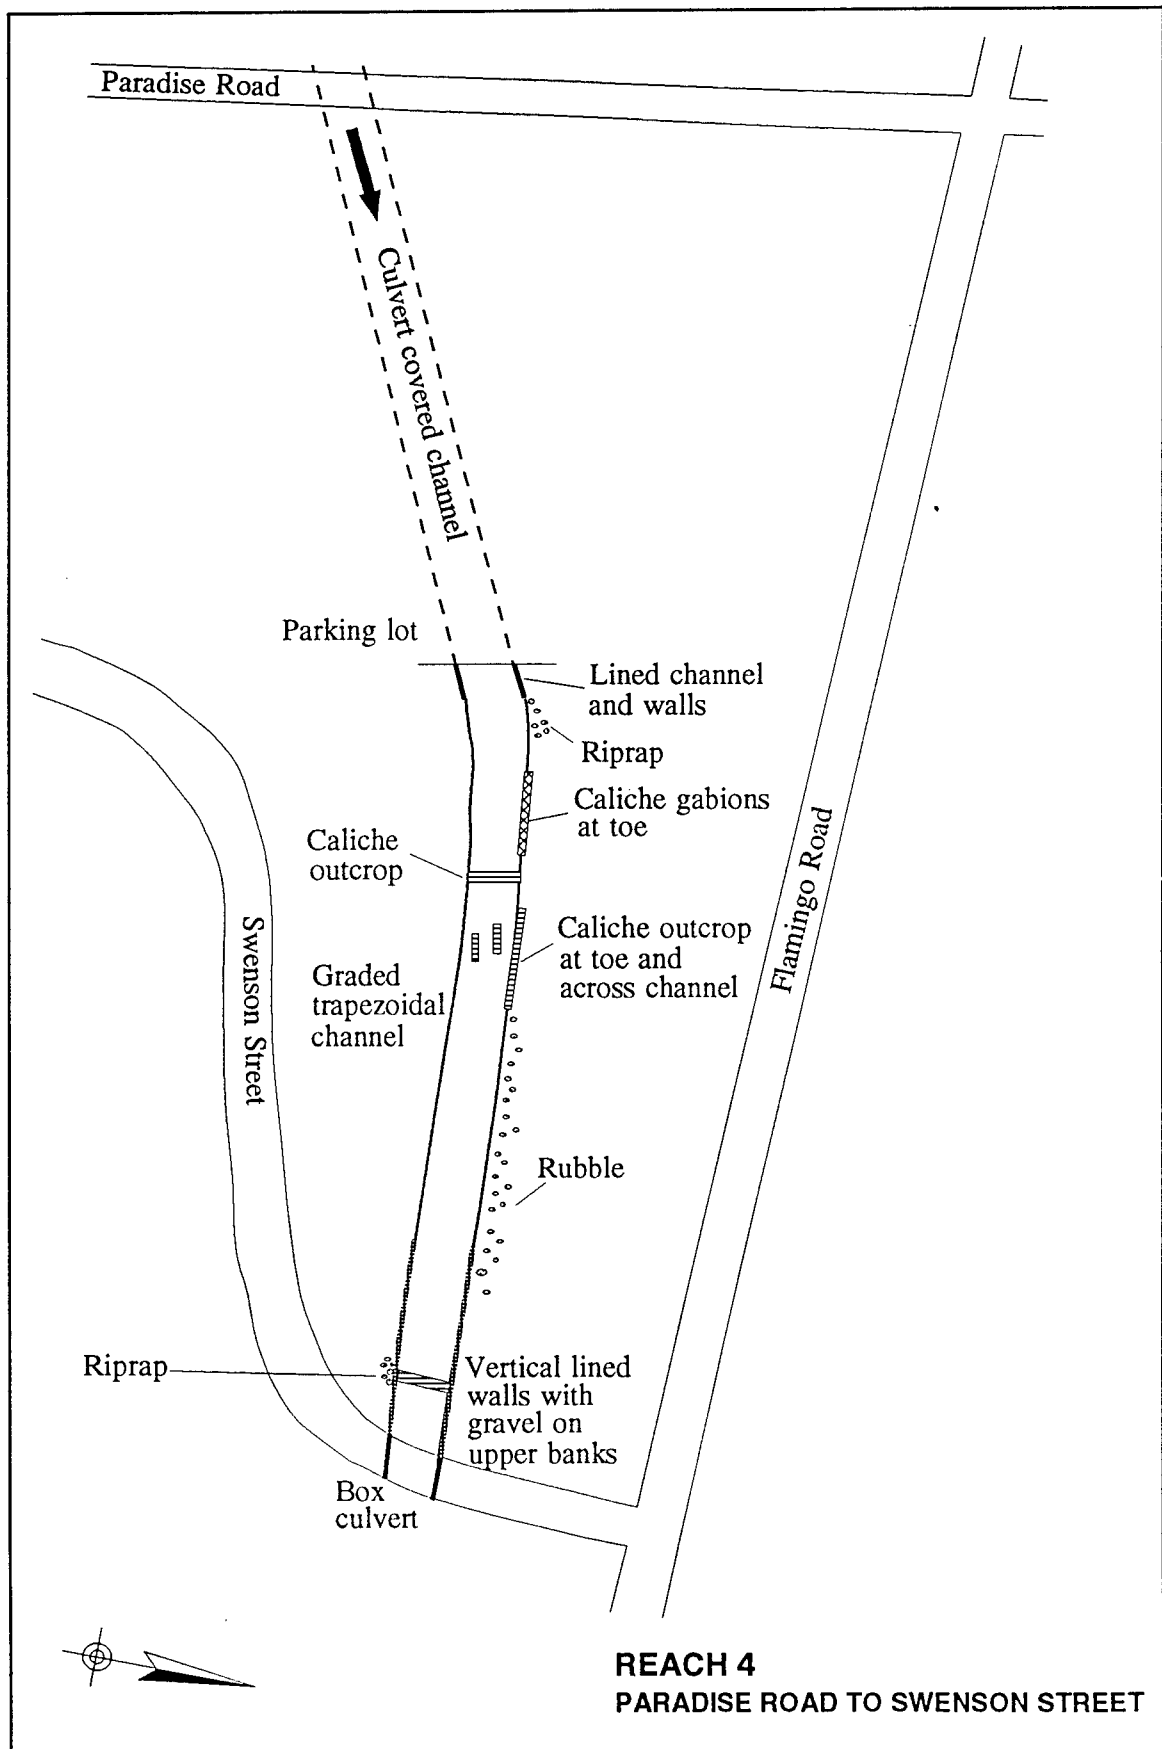 Paradise Road
Culvert covered channel
Parking lot
Lined channel
and walls
Riprap
Caliche gabions
at toe
Caliche
outcrop
Flamingo Road
Swenson Street
Caliche outcrop
at toe and
across channel
Graded
trapezoidal
channel
Rubble
Riprap
Vertical lined
walls with
gravel on
upper banks
Box
culvert
REACH 4
PARADISE ROAD TO SWENSON STREET